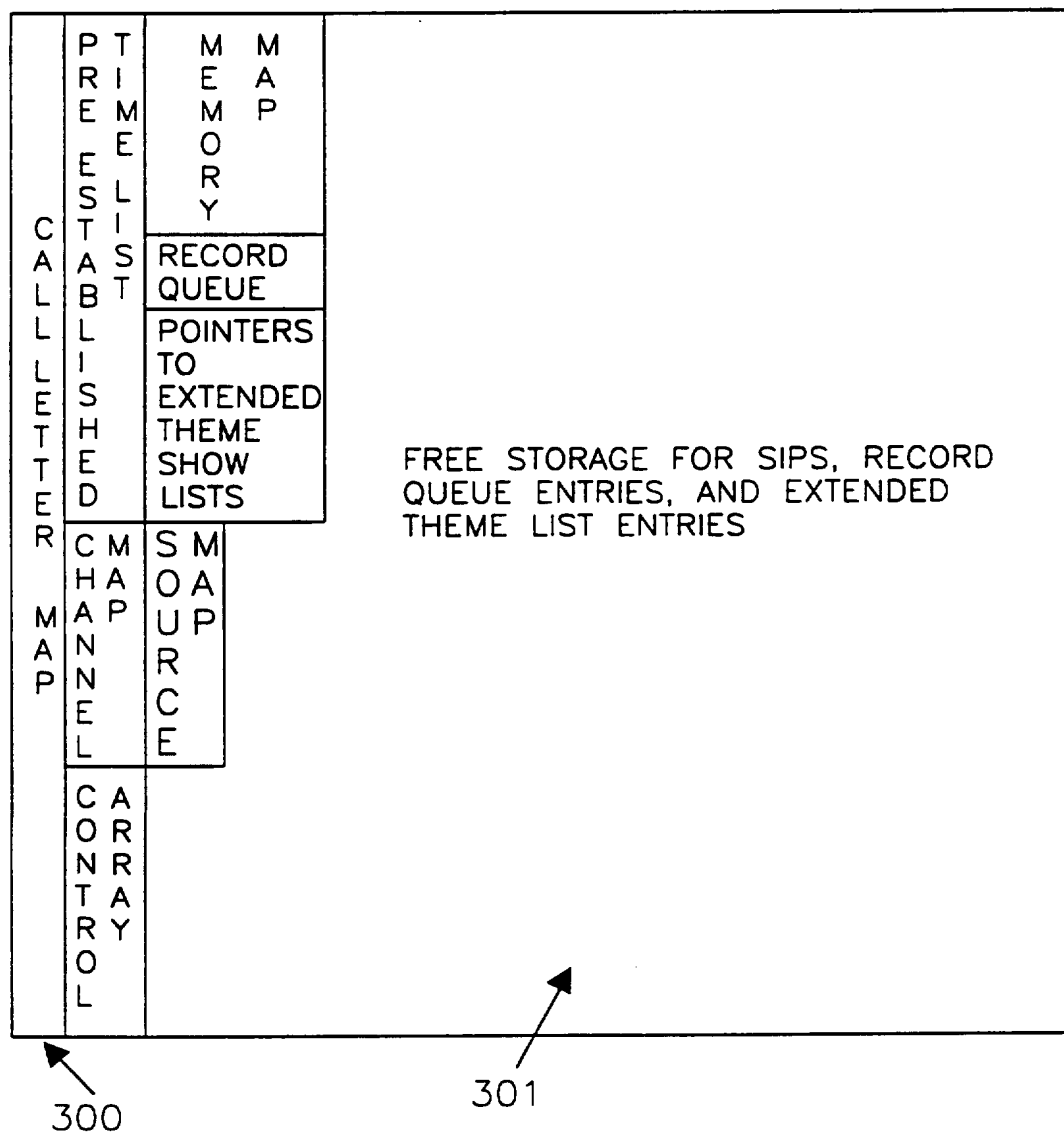 CALL LETTER MAP
PRE ESTABLISHED
TIME LIST
MEMORY
MAP
RECORD
QUEUE
POINTERS
TO
EXTENDED
THEME
SHOW
LISTS
CHANNEL
MAP
SOURCE
MAP
CONTROL
ARRAY
FREE STORAGE FOR SIPS, RECORD
QUEUE ENTRIES, AND EXTENDED
THEME LIST ENTRIES
300
301